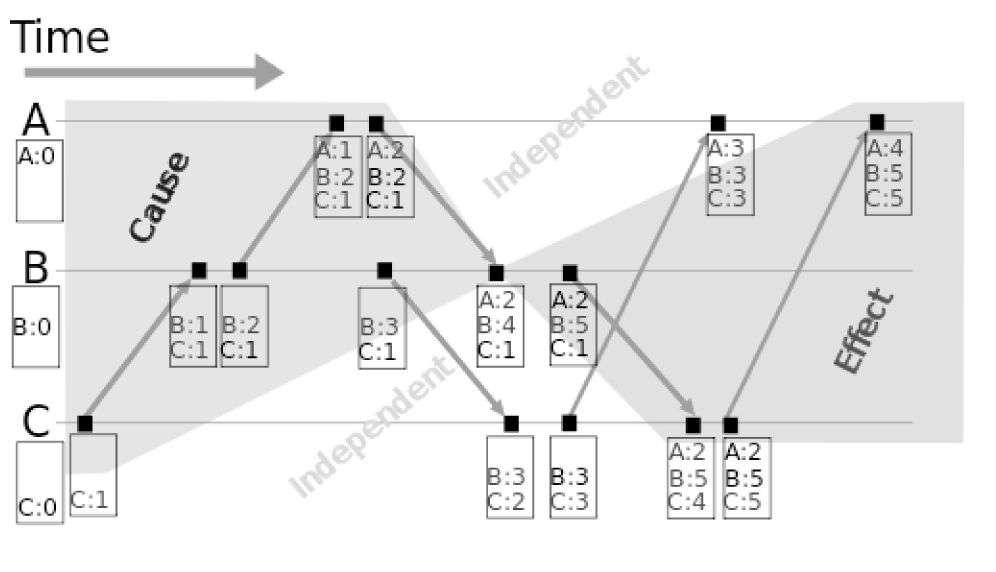 Time
A
A:0
Cause
A:1
B:2
C:1
A:2
B:2
C:1
Independent
A:3
B:3
C:3
A:4
B:5
C:5
B
B:0
B:1
C:1
B:2
C:1
B:3
C:1
A:2
B:4
C:1
A:2
B:5
C:1
Effect
C
C:0
C:1
Independent
B:3
C:2
B:3
C:3
A:2
B:5
C:4
A:2
B:5
C:5